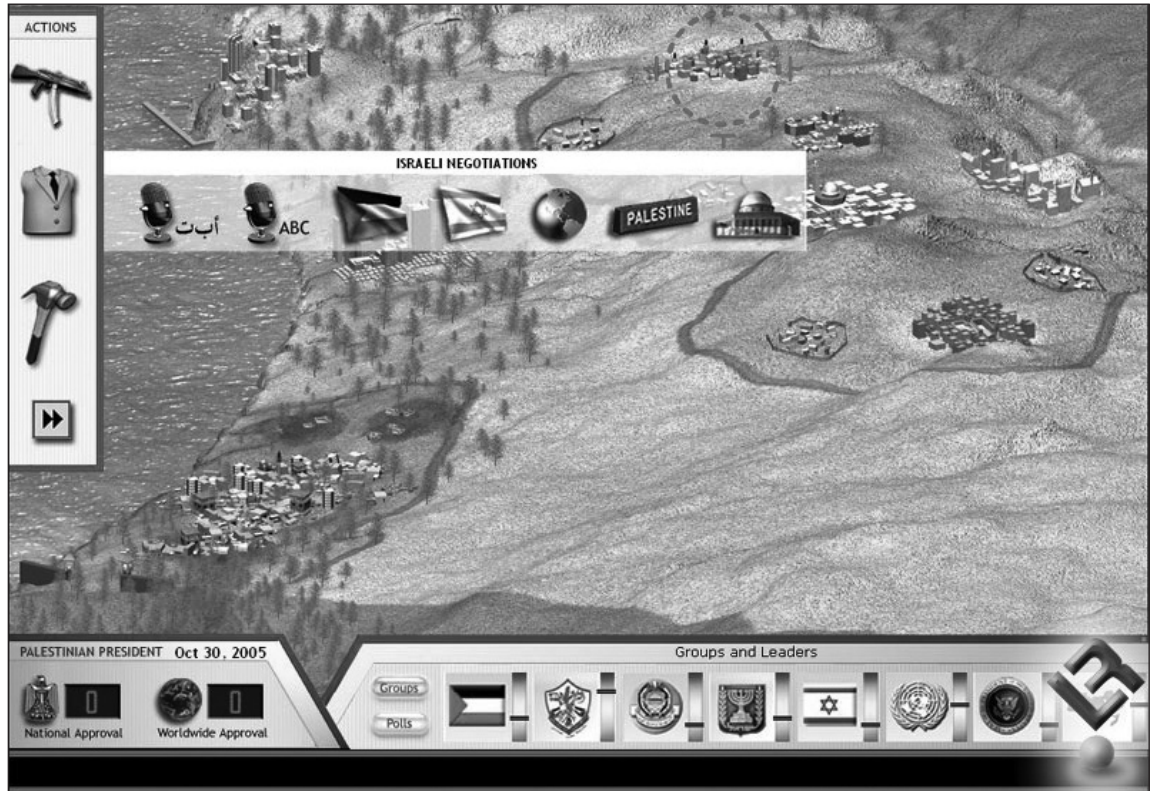 ACTIONS
ISRAELI NEGOTIATIONS
أب‌ت
ABC
PALESTINE
PALESTINIAN PRESIDENT Oct 30, 2005
0
0
National Approval
Worldwide Approval
Groups and Leaders
Groups
Polls